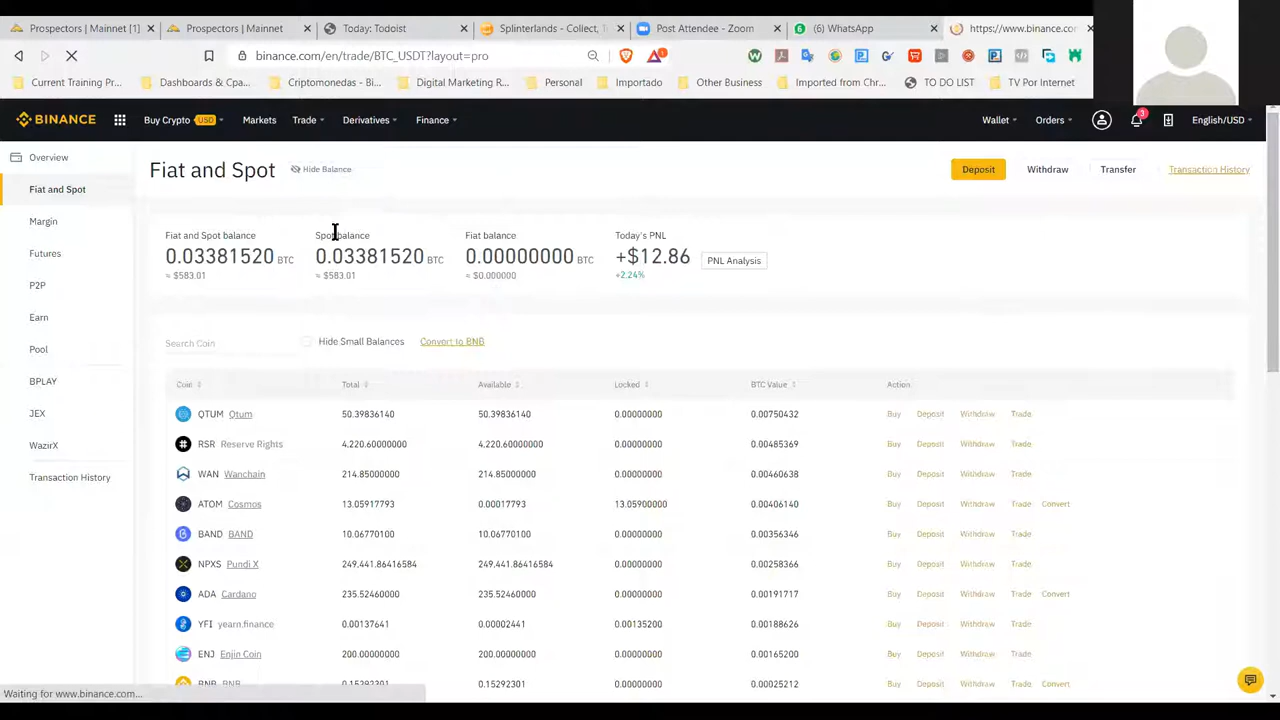 Prospectors | Mainnet [1]
Prospectors | Mainnet
Today: Todoist
Splinterlands - Collect, T
Post Attendee - Zoom
(6) WhatsApp
https://www.binance.com
binance.com/en/trade/BTC_USDT?layout=pro
Current Training Pr...
Dashboards & Cpa...
Criptomonedas - Bi...
Digital Marketing R...
Personal
Importado
Other Business
Imported from Chr...
TO DO LIST
TV Por Internet
BINANCE
Buy Crypto USD
Markets
Trade
Derivatives
Finance
Wallet
Orders
3
English/USD
Overview
Fiat and Spot
Margin
Futures
P2P
Earn
Pool
BPLAY
JEX
WazirX
Transaction History
Fiat and Spot
Hide Balance
Deposit
Withdraw
Transfer
Transaction History
Fiat and Spot balance
0.03381520 BTC
≈ $583.01
Spot balance
0.03381520 BTC
≈ $583.01
Fiat balance
0.00000000 BTC
≈ $0.000000
Today's PNL
+$12.86
+2.24%
PNL Analysis
Search Coin
Hide Small Balances
Convert to BNB
Coin Total Available Locked BTC Value Action
QTUM Qtum 50.39836140 50.39836140 0.00000000 0.00750432 Buy Deposit Withdraw Trade
RSR Reserve Rights 4,220.60000000 4,220.60000000 0.00000000 0.00485369 Buy Deposit Withdraw Trade
WAN Wanchain 214.85000000 214.85000000 0.00000000 0.00460638 Buy Deposit Withdraw Trade
ATOM Cosmos 13.05917793 0.00017793 13.05900000 0.00406140 Buy Deposit Withdraw Trade Convert
BAND BAND 10.06770100 10.06770100 0.00000000 0.00356346 Buy Deposit Withdraw Trade
NPXS Pundi X 249,441.86416584 249,441.86416584 0.00000000 0.00258366 Buy Deposit Withdraw Trade
ADA Cardano 235.52460000 235.52460000 0.00000000 0.00191717 Buy Deposit Withdraw Trade Convert
YFI yearn.finance 0.00137641 0.00002441 0.00135200 0.00188626 Buy Deposit Withdraw Trade
ENJ Enjin Coin 200.00000000 200.00000000 0.00000000 0.00165200 Buy Deposit Withdraw Trade
BNB BNB 0.15292301 0.15292301 0.00000000 0.00025212 Buy Deposit Withdraw Trade Convert
Waiting for www.binance.com...